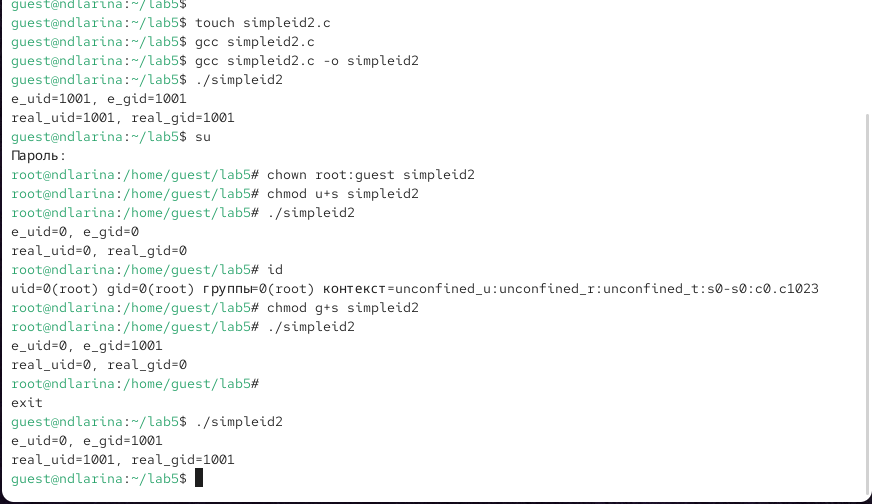 guest@ndlarina:~/lab5$
guest@ndlarina:~/lab5$ touch simpleid2.c
guest@ndlarina:~/lab5$ gcc simpleid2.c
guest@ndlarina:~/lab5$ gcc simpleid2.c -o simpleid2
guest@ndlarina:~/lab5$ ./simpleid2
e_uid=1001, e_gid=1001
real_uid=1001, real_gid=1001
guest@ndlarina:~/lab5$ su
Пароль:
root@ndlarina:/home/guest/lab5# chown root:guest simpleid2
root@ndlarina:/home/guest/lab5# chmod u+s simpleid2
root@ndlarina:/home/guest/lab5# ./simpleid2
e_uid=0, e_gid=0
real_uid=0, real_gid=0
root@ndlarina:/home/guest/lab5# id
uid=0(root) gid=0(root) группы=0(root) контекст=unconfined_u:unconfined_r:unconfined_t:s0-s0:c0.c1023
root@ndlarina:/home/guest/lab5# chmod g+s simpleid2
root@ndlarina:/home/guest/lab5# ./simpleid2
e_uid=0, e_gid=1001
real_uid=0, real_gid=0
root@ndlarina:/home/guest/lab5#
exit
guest@ndlarina:~/lab5$ ./simpleid2
e_uid=0, e_gid=1001
real_uid=1001, real_gid=1001
guest@ndlarina:~/lab5$